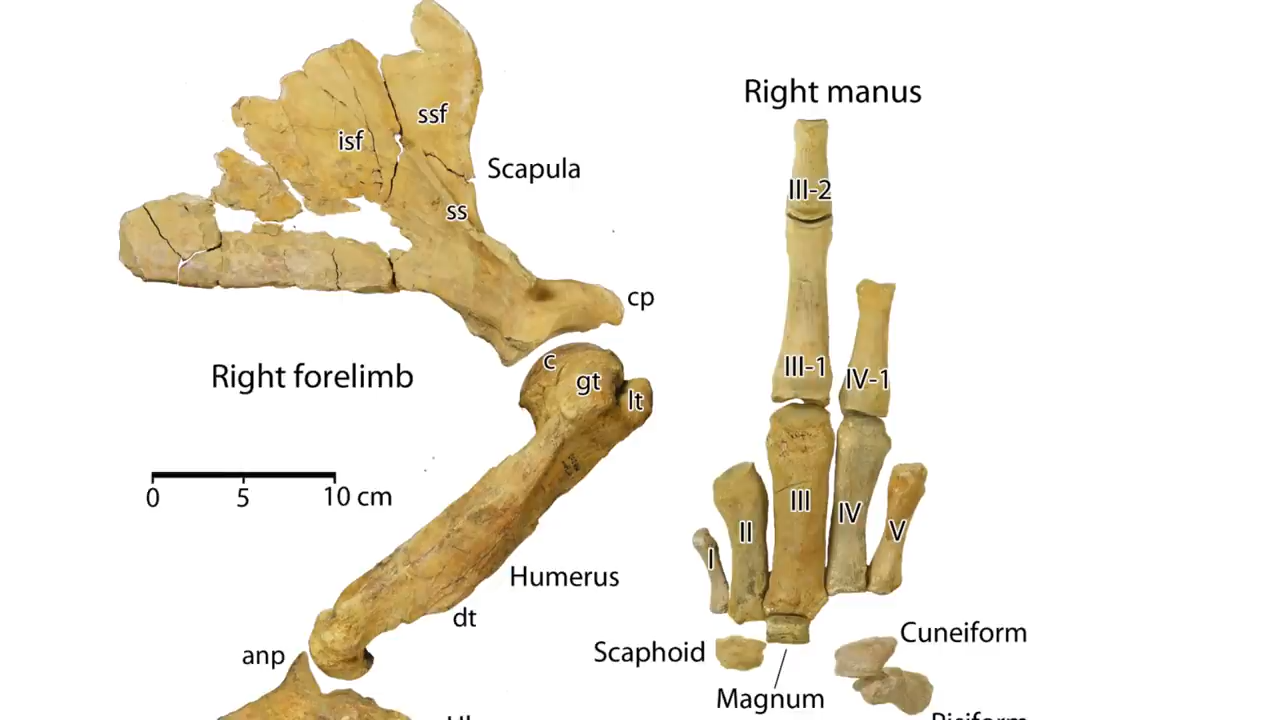 Right manus
ssf
isf
Scapula
III-2
ss
cp
c
gt
lt
Right forelimb
III-1
IV-1
0 5 10 cm
III
IV
II
V
I
Humerus
dt
Cuneiform
Scaphoid
anp
Magnum